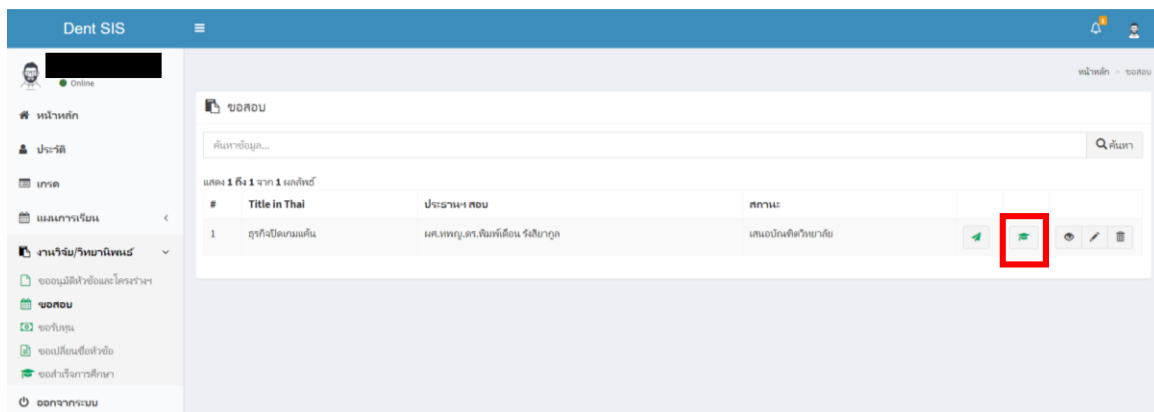 Dent SIS
Online
หน้าหลัก > ขอสอบ
หน้าหลัก
ประวัติ
เกรด
แผนการเรียน
งานวิจัย/วิทยานิพนธ์
ขออนุมัติหัวข้อและโครงร่างฯ
ขอสอบ
ขอรับทุน
ขอเปลี่ยนชื่อหัวข้อ
ขอสำเร็จการศึกษา
ออกจากระบบ
ขอสอบ
ค้นหาข้อมูล... ค้นหา
แสดง 1 ถึง 1 จาก 1 ผลลัพธ์
# Title in Thai ประธานฯ สอบ สถานะ
1 ธุรกิจปิดเกมแค้น ผศ.ทพญ.ดร.พิมพ์เดือน รังสิยากูล เสนอบัณฑิตวิทยาลัย